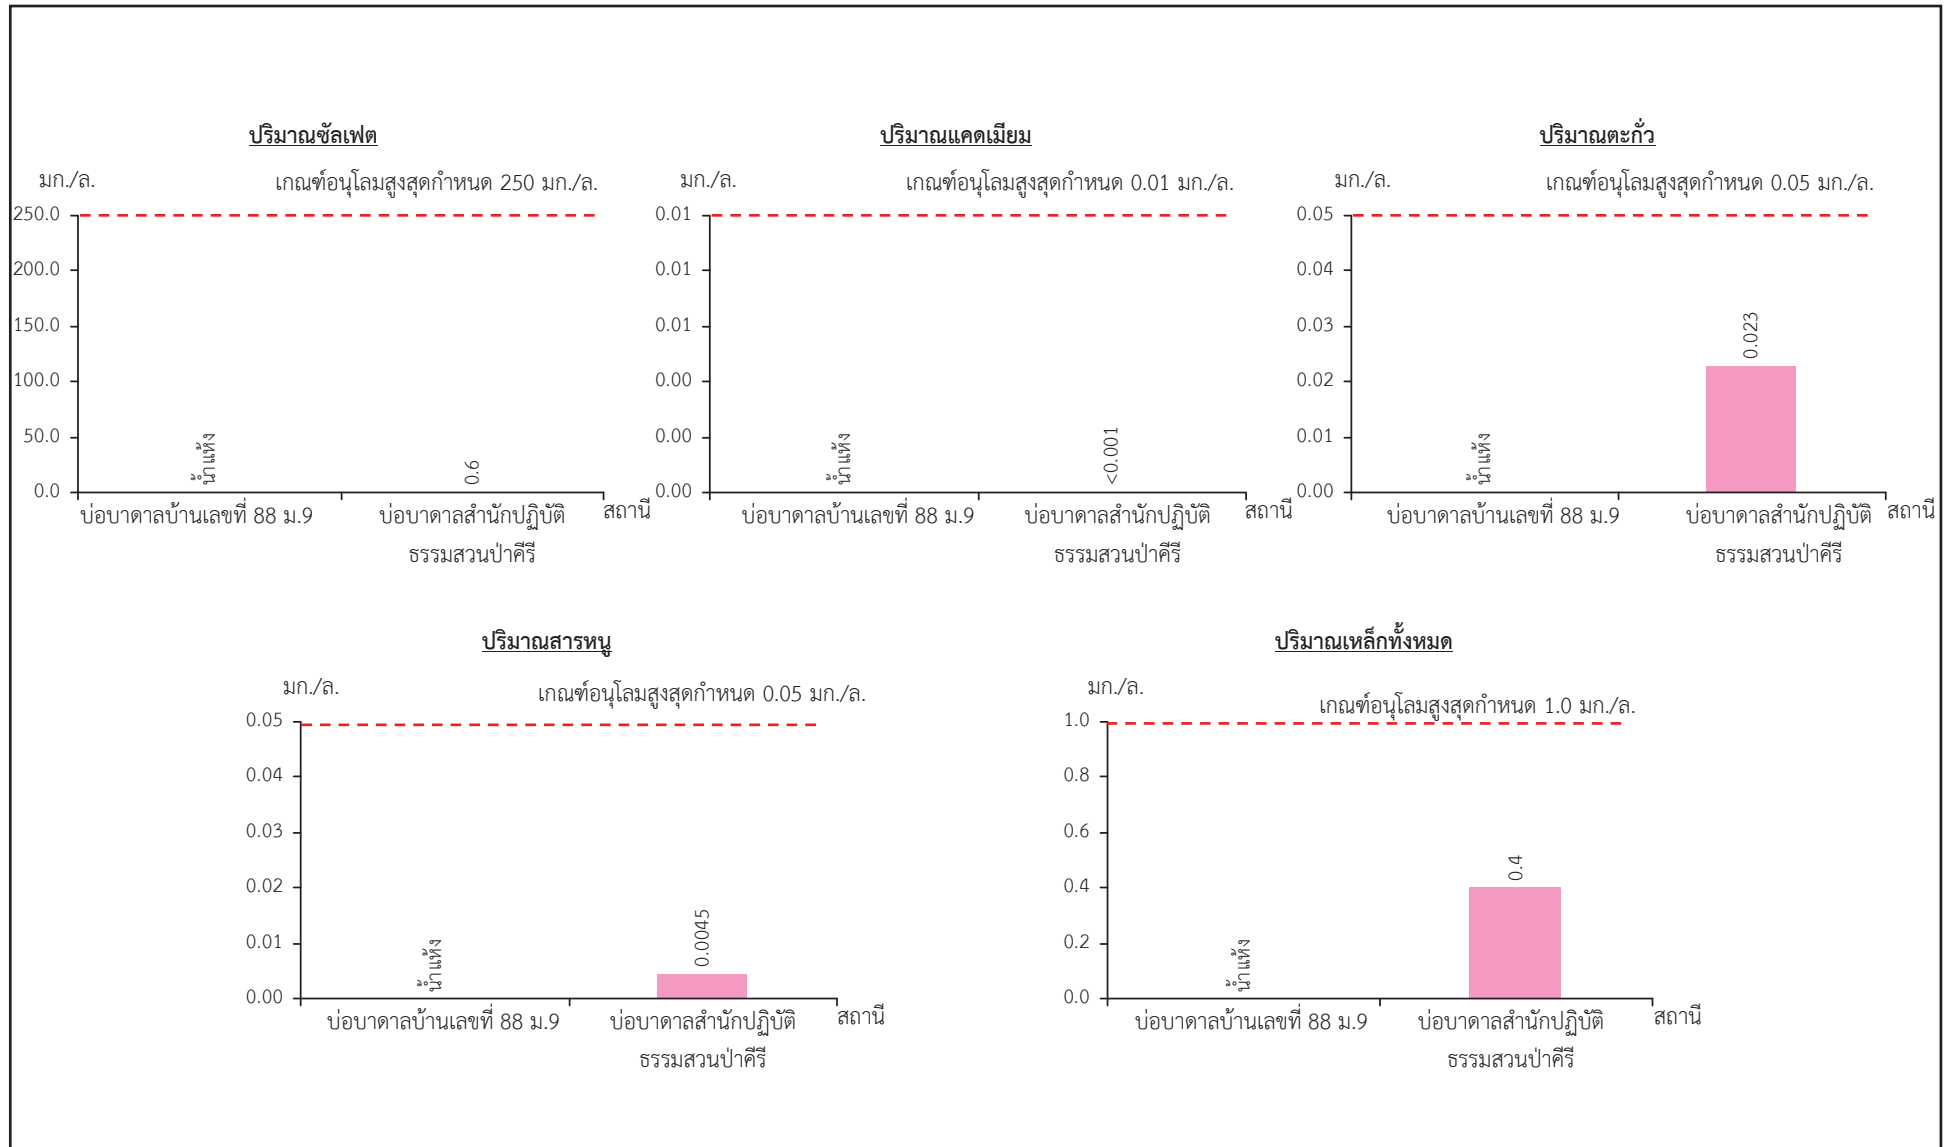 ปริมาณซัลเฟต
มก./ล.
เกณฑ์อนุโลมสูงสุดกำหนด 250 มก./ล.
250.0
200.0
150.0
100.0
50.0
0.0
น้ำแห้ง
0.6
บ่อบาดาลบ้านเลขที่ 88 ม.9
บ่อบาดาลสำนักปฏิบัติ
ธรรมสวนป่าคีรี
สถานี
ปริมาณแคดเมียม
มก./ล.
เกณฑ์อนุโลมสูงสุดกำหนด 0.01 มก./ล.
0.01
0.01
0.01
0.00
0.00
0.00
น้ำแห้ง
<0.001
บ่อบาดาลบ้านเลขที่ 88 ม.9
บ่อบาดาลสำนักปฏิบัติ
ธรรมสวนป่าคีรี
สถานี
ปริมาณตะกั่ว
มก./ล.
เกณฑ์อนุโลมสูงสุดกำหนด 0.05 มก./ล.
0.05
0.04
0.03
0.02
0.01
0.00
น้ำแห้ง
0.023
บ่อบาดาลบ้านเลขที่ 88 ม.9
บ่อบาดาลสำนักปฏิบัติ
ธรรมสวนป่าคีรี
สถานี
ปริมาณสารหนู
มก./ล.
เกณฑ์อนุโลมสูงสุดกำหนด 0.05 มก./ล.
0.05
0.04
0.03
0.02
0.01
0.00
น้ำแห้ง
0.0045
บ่อบาดาลบ้านเลขที่ 88 ม.9
บ่อบาดาลสำนักปฏิบัติ
ธรรมสวนป่าคีรี
สถานี
ปริมาณเหล็กทั้งหมด
มก./ล.
เกณฑ์อนุโลมสูงสุดกำหนด 1.0 มก./ล.
1.0
0.8
0.6
0.4
0.2
0.0
น้ำแห้ง
0.4
บ่อบาดาลบ้านเลขที่ 88 ม.9
บ่อบาดาลสำนักปฏิบัติ
ธรรมสวนป่าคีรี
สถานี